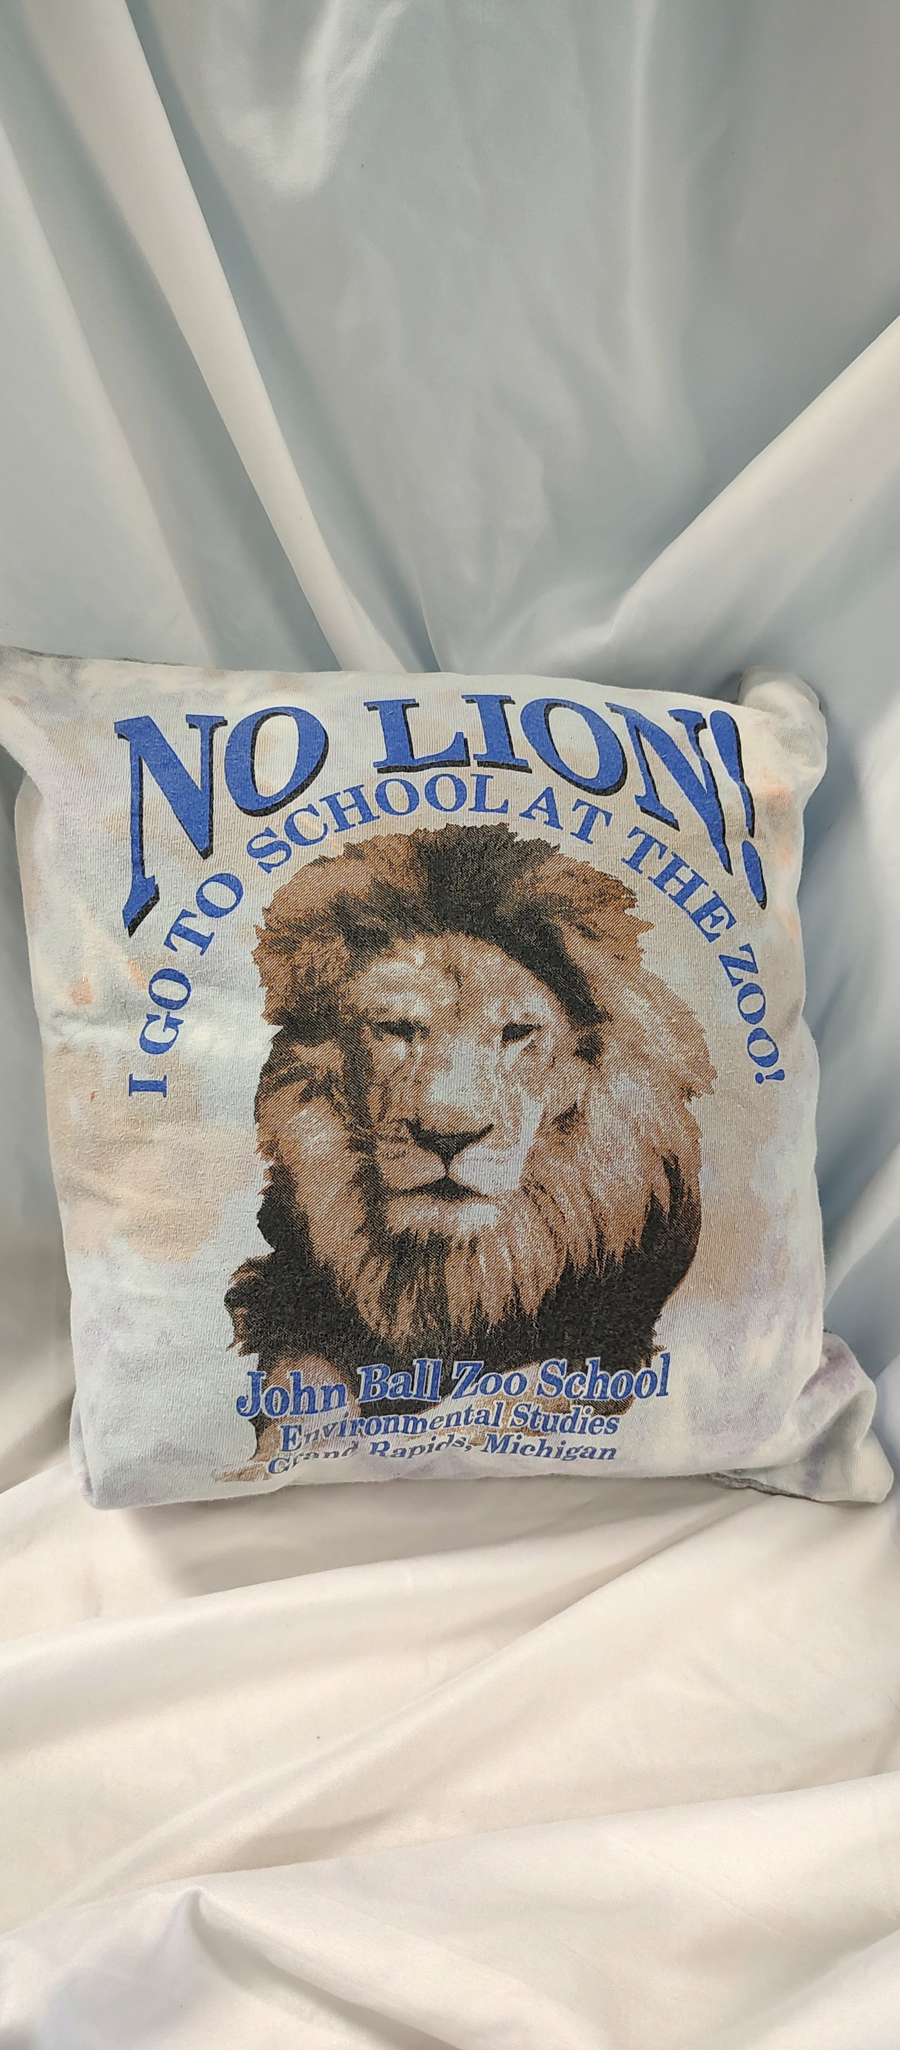 NO LION!
I GO TO SCHOOL AT THE ZOO!
John Ball Zoo School
Environmental Studies
Grand Rapids, Michigan